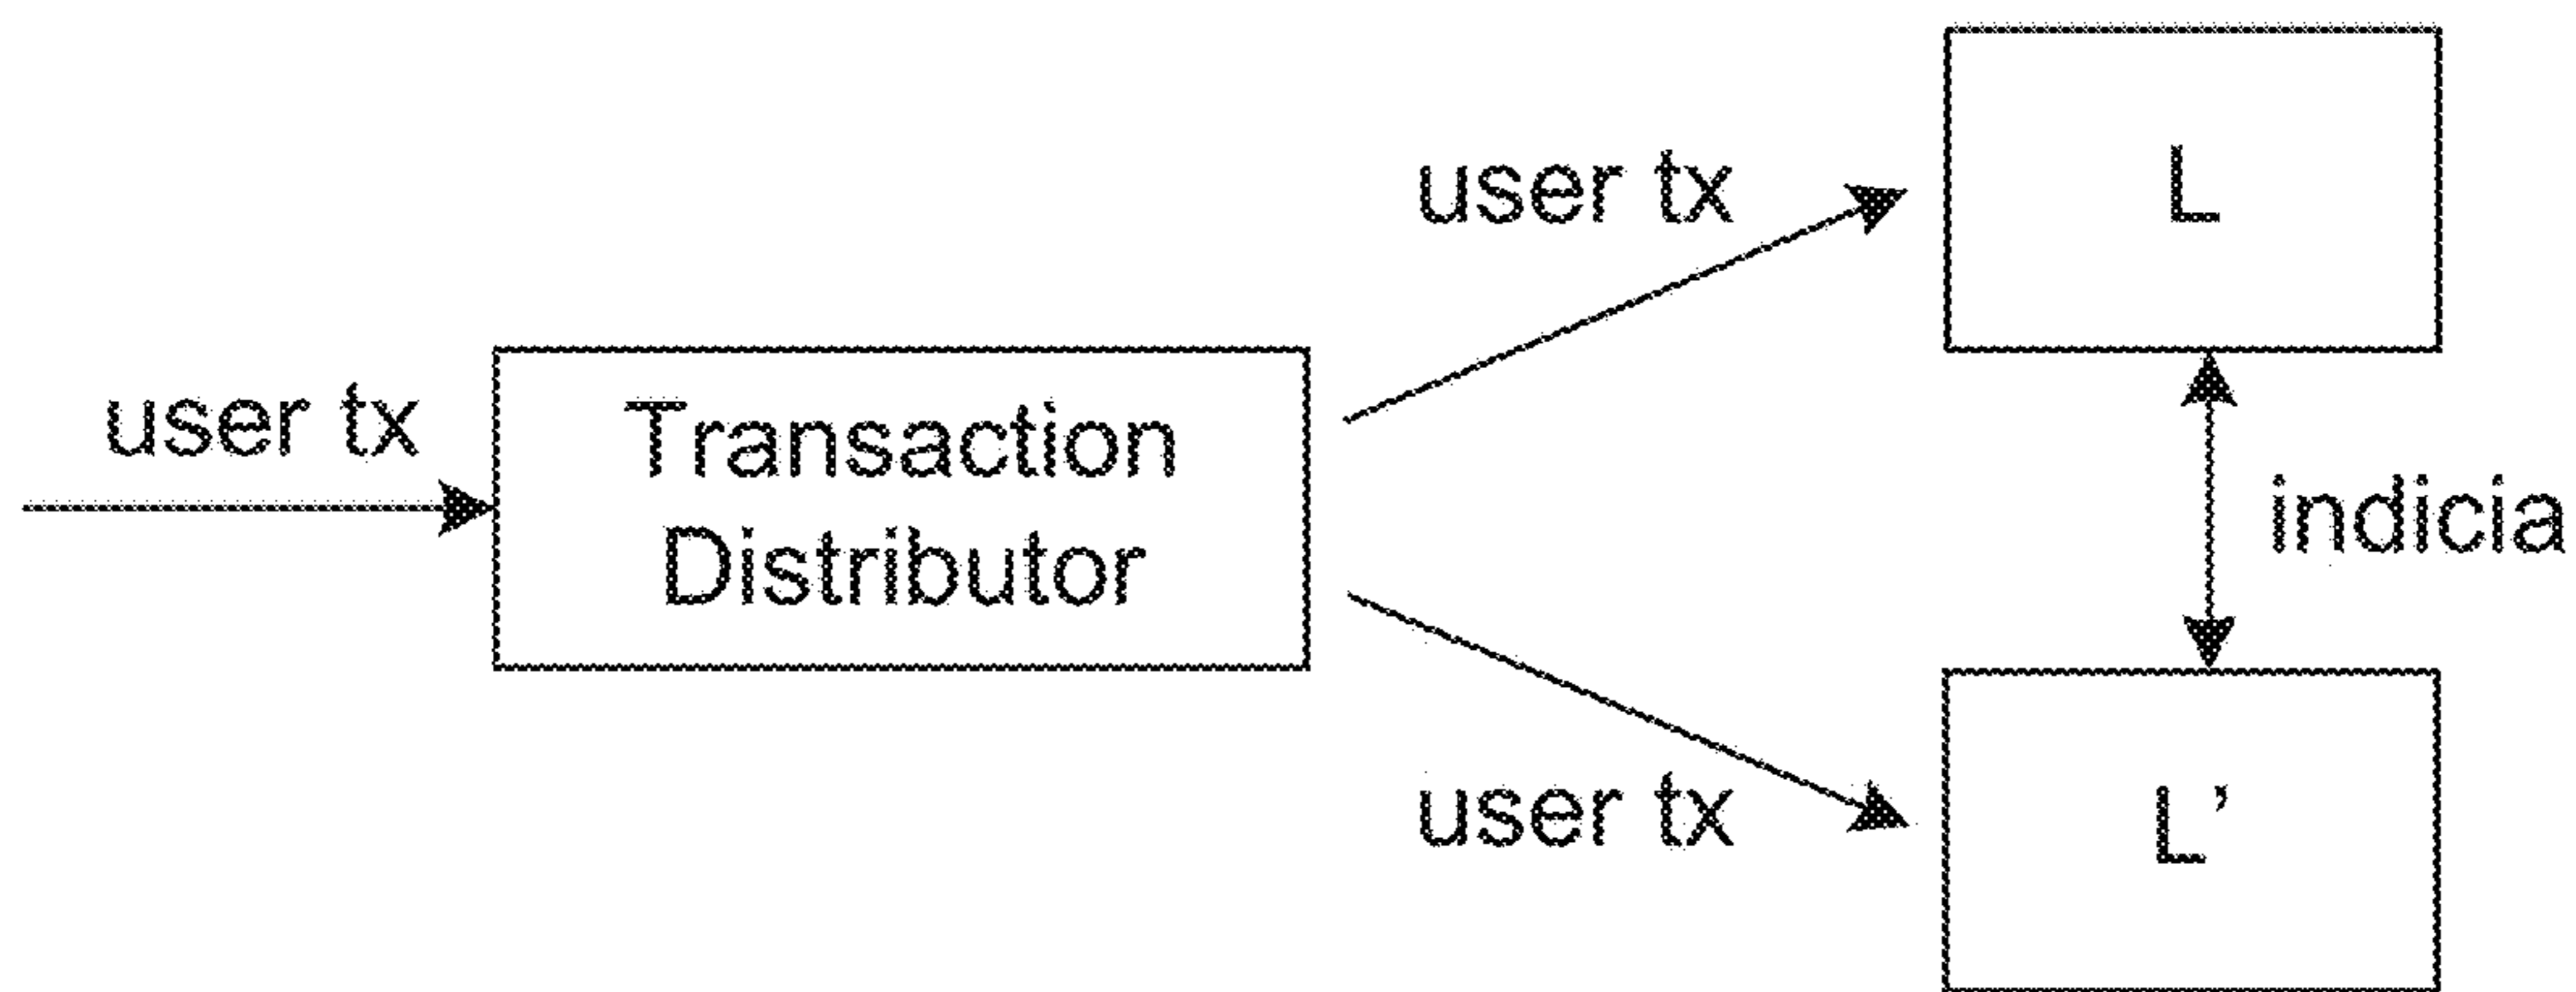 user tx
Transaction
Distributor
user tx
L
indicia
user tx
L'